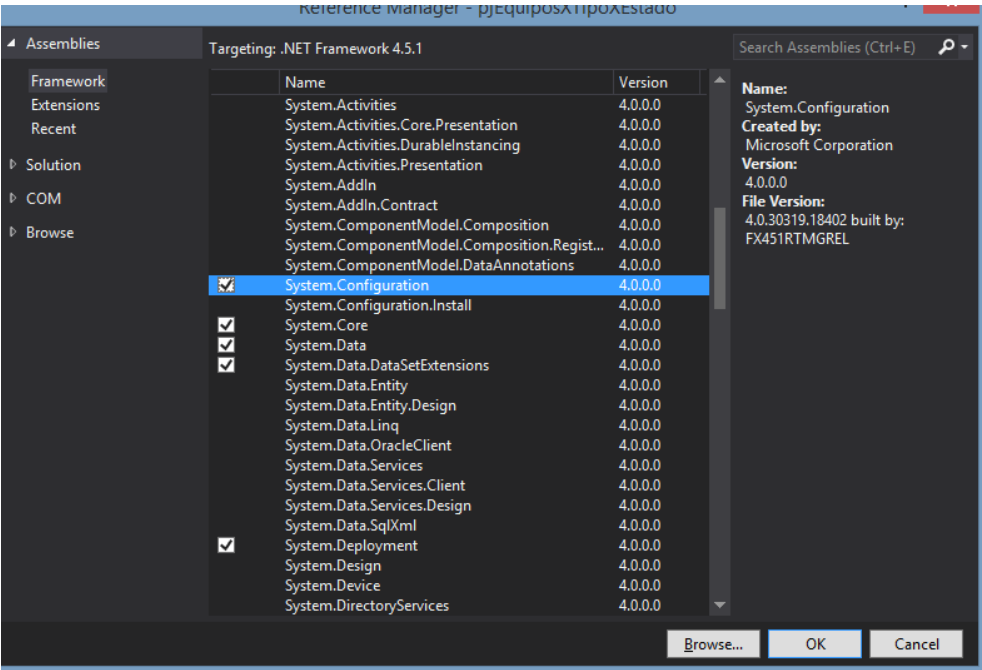 Reference Manager - pjEquiposXTipoXEstado
Assemblies
Framework
Extensions
Recent
Solution
COM
Browse
Targeting: .NET Framework 4.5.1
Name Version
System.Activities 4.0.0.0
System.Activities.Core.Presentation 4.0.0.0
System.Activities.DurableInstancing 4.0.0.0
System.Activities.Presentation 4.0.0.0
System.AddIn 4.0.0.0
System.AddIn.Contract 4.0.0.0
System.ComponentModel.Composition 4.0.0.0
System.ComponentModel.Composition.Regist... 4.0.0.0
System.ComponentModel.DataAnnotations 4.0.0.0
System.Configuration 4.0.0.0
System.Configuration.Install 4.0.0.0
System.Core 4.0.0.0
System.Data 4.0.0.0
System.Data.DataSetExtensions 4.0.0.0
System.Data.Entity 4.0.0.0
System.Data.Entity.Design 4.0.0.0
System.Data.Linq 4.0.0.0
System.Data.OracleClient 4.0.0.0
System.Data.Services 4.0.0.0
System.Data.Services.Client 4.0.0.0
System.Data.Services.Design 4.0.0.0
System.Data.SqlXml 4.0.0.0
System.Deployment 4.0.0.0
System.Design 4.0.0.0
System.Device 4.0.0.0
System.DirectoryServices 4.0.0.0
Search Assemblies (Ctrl+E)
Name:
System.Configuration
Created by:
Microsoft Corporation
Version:
4.0.0.0
File Version:
4.0.30319.18402 built by:
FX451RTMGREL
Browse... OK Cancel